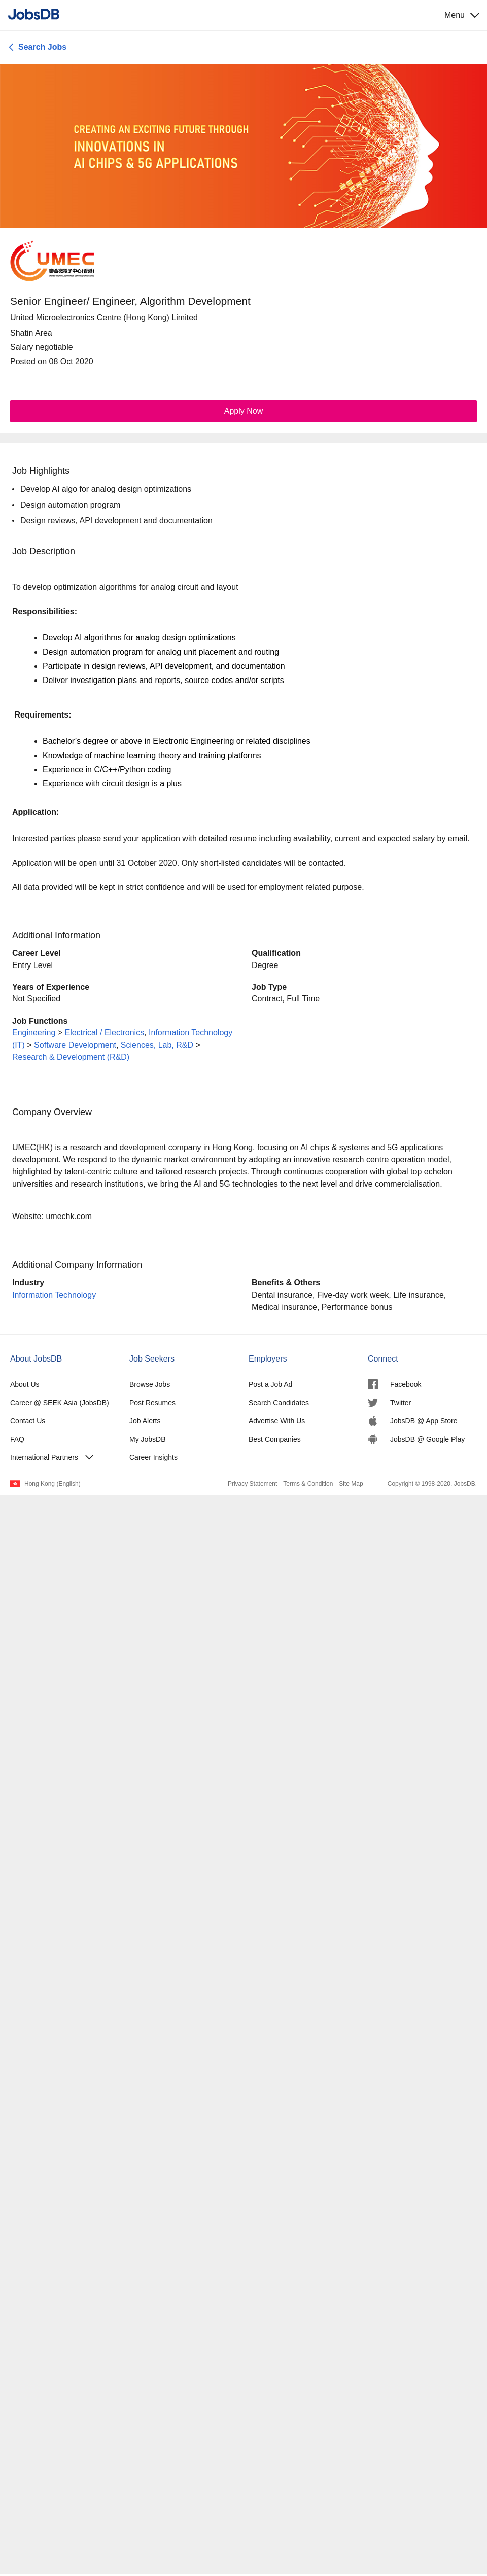 JobsDB
Menu
Search Jobs
CREATING AN EXCITING FUTURE THROUGH
INNOVATIONS IN
AI CHIPS & 5G APPLICATIONS
UMEC
聯合微電子中心(香港)
Senior Engineer/ Engineer, Algorithm Development
United Microelectronics Centre (Hong Kong) Limited
Shatin Area
Salary negotiable
Posted on 08 Oct 2020
Apply Now
Job Highlights
• Develop AI algo for analog design optimizations
• Design automation program
• Design reviews, API development and documentation
Job Description
To develop optimization algorithms for analog circuit and layout
Responsibilities:
• Develop AI algorithms for analog design optimizations
• Design automation program for analog unit placement and routing
• Participate in design reviews, API development, and documentation
• Deliver investigation plans and reports, source codes and/or scripts
Requirements:
• Bachelor’s degree or above in Electronic Engineering or related disciplines
• Knowledge of machine learning theory and training platforms
• Experience in C/C++/Python coding
• Experience with circuit design is a plus
Application:
Interested parties please send your application with detailed resume including availability, current and expected salary by email.
Application will be open until 31 October 2020. Only short-listed candidates will be contacted.
All data provided will be kept in strict confidence and will be used for employment related purpose.
Additional Information
Career Level
Entry Level
Qualification
Degree
Years of Experience
Not Specified
Job Type
Contract, Full Time
Job Functions
Engineering > Electrical / Electronics, Information Technology
(IT) > Software Development, Sciences, Lab, R&D >
Research & Development (R&D)
Company Overview
UMEC(HK) is a research and development company in Hong Kong, focusing on AI chips & systems and 5G applications
development. We respond to the dynamic market environment by adopting an innovative research centre operation model,
highlighted by talent-centric culture and tailored research projects. Through continuous cooperation with global top echelon
universities and research institutions, we bring the AI and 5G technologies to the next level and drive commercialisation.
Website: umechk.com
Additional Company Information
Industry
Information Technology
Benefits & Others
Dental insurance, Five-day work week, Life insurance,
Medical insurance, Performance bonus
About JobsDB
About Us
Career @ SEEK Asia (JobsDB)
Contact Us
FAQ
International Partners
Job Seekers
Browse Jobs
Post Resumes
Job Alerts
My JobsDB
Career Insights
Employers
Post a Job Ad
Search Candidates
Advertise With Us
Best Companies
Connect
Facebook
Twitter
JobsDB @ App Store
JobsDB @ Google Play
Hong Kong (English)
Privacy Statement
Terms & Condition
Site Map
Copyright © 1998-2020, JobsDB.